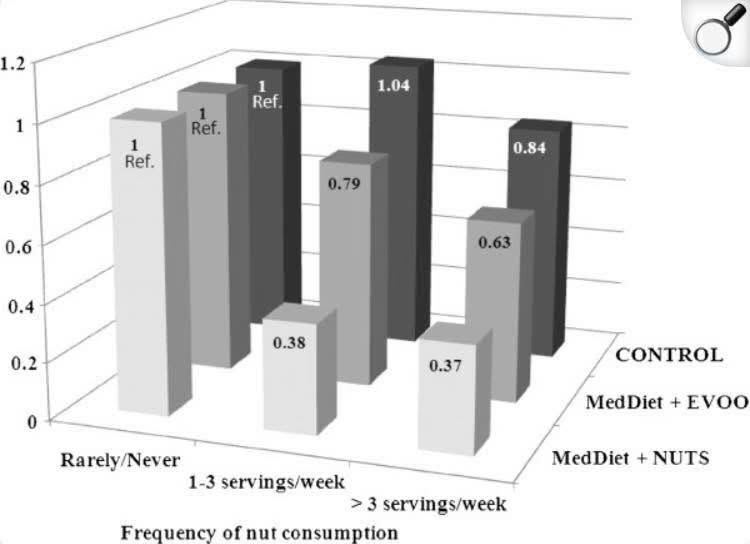 1.2
1
0.8
0.6
0.4
0.2
0
1
Ref.
1
Ref.
1
Ref.
0.38
0.79
1.04
0.37
0.63
0.84
CONTROL
MedDiet + EVOO
MedDiet + NUTS
Rarely/Never
1-3 servings/week
> 3 servings/week
Frequency of nut consumption